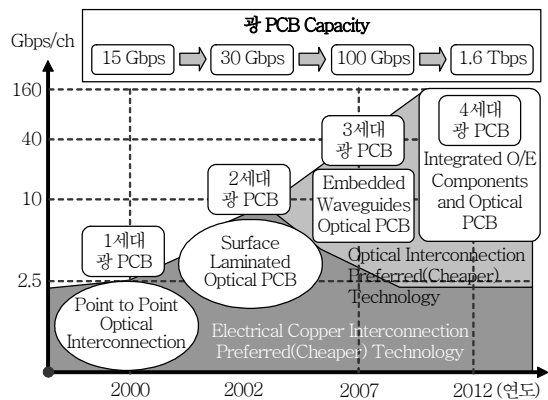 광 PCB Capacity
Gbps/ch
15 Gbps
30 Gbps
100 Gbps
1.6 Tbps
160
40
10
2.5
4세대
광 PCB
Integrated O/E
Components
and Optical
PCB
3세대
광 PCB
Embedded
Waveguides
Optical PCB
2세대
광 PCB
Surface
Laminated
Optical PCB
1세대
광 PCB
Point to Point
Optical
Interconnection
Optical Interconnection
Preferred(Cheaper)
Technology
Electrical Copper Interconnection
Preferred(Cheaper) Technology
2000
2002
2007
2012 (연도)